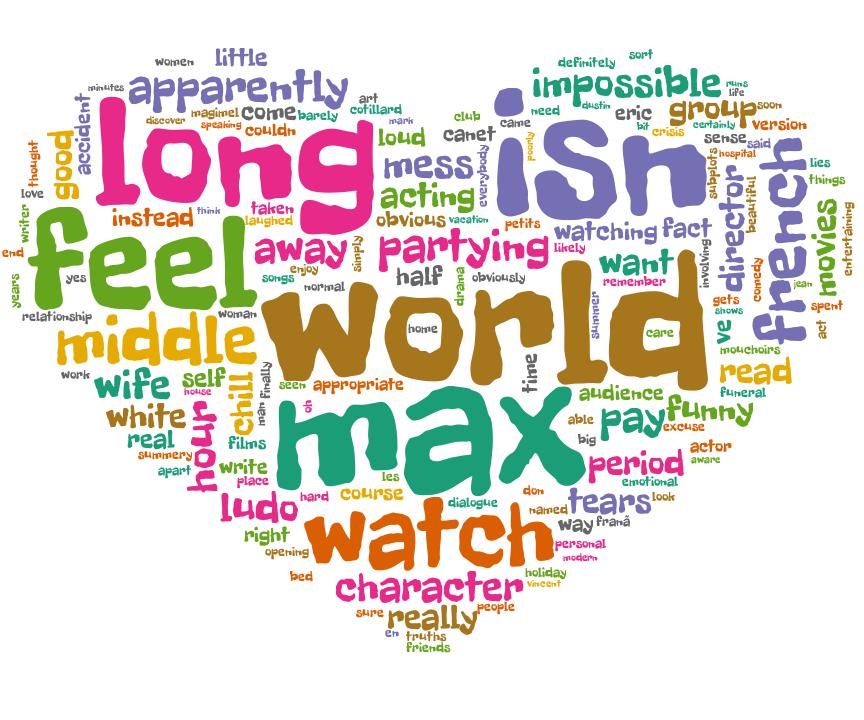 women
little
definitely
sort
minutes
apparently
impossible
runs
life
art
cotillard
accident
discover
magimel
come
barely
speaking
couldn
mark
club
came
need
dustin
eric
group
soon
bit
crisis
certainly
version
long
isn
poorly
sense
said
subplots
hospital
thought
good
loud
canet
mess
everybody
acting
french
lies
things
love
writer
instead
think
taken
laughed
obvious
vacation
petits
watching
fact
director
beautiful
movies
entertaining
end
feel
away
simply
partying
likely
want
remember
involving
comedy
jean
years
yes
songs
enjoy
normal
half
drama
obviously
summer
gets
shows
spent
act
relationship
woman
world
home
care
ve
mouchoirs
middle
time
work
wife
self
house
chill
man
finally
seen
appropriate
read
funeral
white
hour
oh
max
audience
able
pay
funny
excuse
real
films
big
summery
apart
write
place
period
actor
aware
emotional
les
hard
course
dialogue
don
named
tears
look
ludo
right
watch
way
franã
opening
personal
modern
bed
character
holiday
vincent
sure
really
people
en
truths
friends